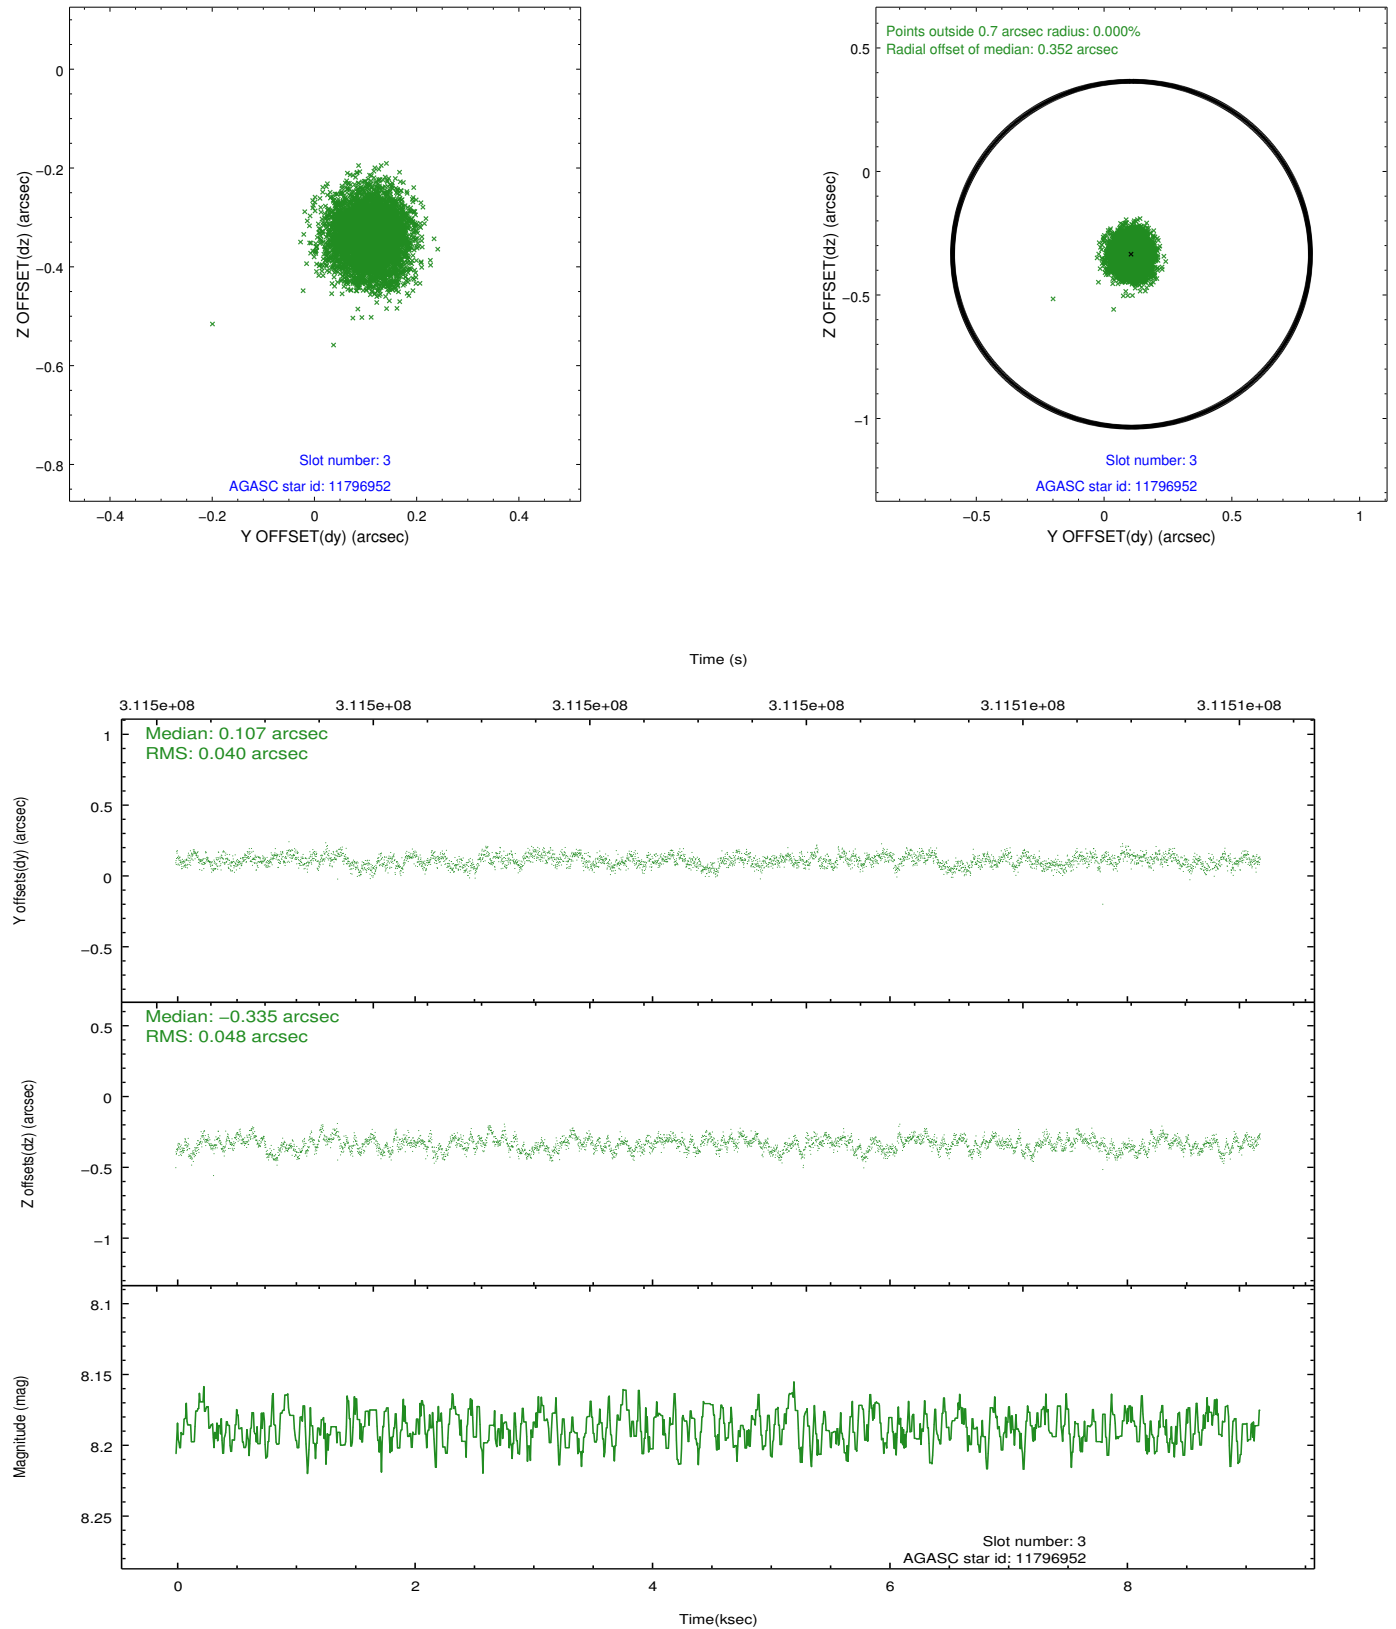 0
−0.2
−0.4
−0.6
−0.8
Z OFFSET(dz) (arcsec)
Slot number: 3
AGASC star id: 11796952
−0.4
−0.2
0
0.2
0.4
Y OFFSET(dy) (arcsec)
Points outside 0.7 arcsec radius: 0.000%
Radial offset of median: 0.352 arcsec
0.5
0
−0.5
−1
Z OFFSET(dz) (arcsec)
Slot number: 3
AGASC star id: 11796952
−0.5
0
0.5
1
Y OFFSET(dy) (arcsec)
Time (s)
3.115e+08
3.115e+08
3.115e+08
3.115e+08
3.1151e+08
3.1151e+08
Median: 0.107 arcsec
RMS: 0.040 arcsec
1
0.5
0
−0.5
Y offsets(dy) (arcsec)
Median: −0.335 arcsec
RMS: 0.048 arcsec
0.5
0
−0.5
−1
Z offsets(dz) (arcsec)
8.1
8.15
8.2
8.25
Magnitude (mag)
Slot number: 3
AGASC star id: 11796952
0
2
4
6
8
Time(ksec)